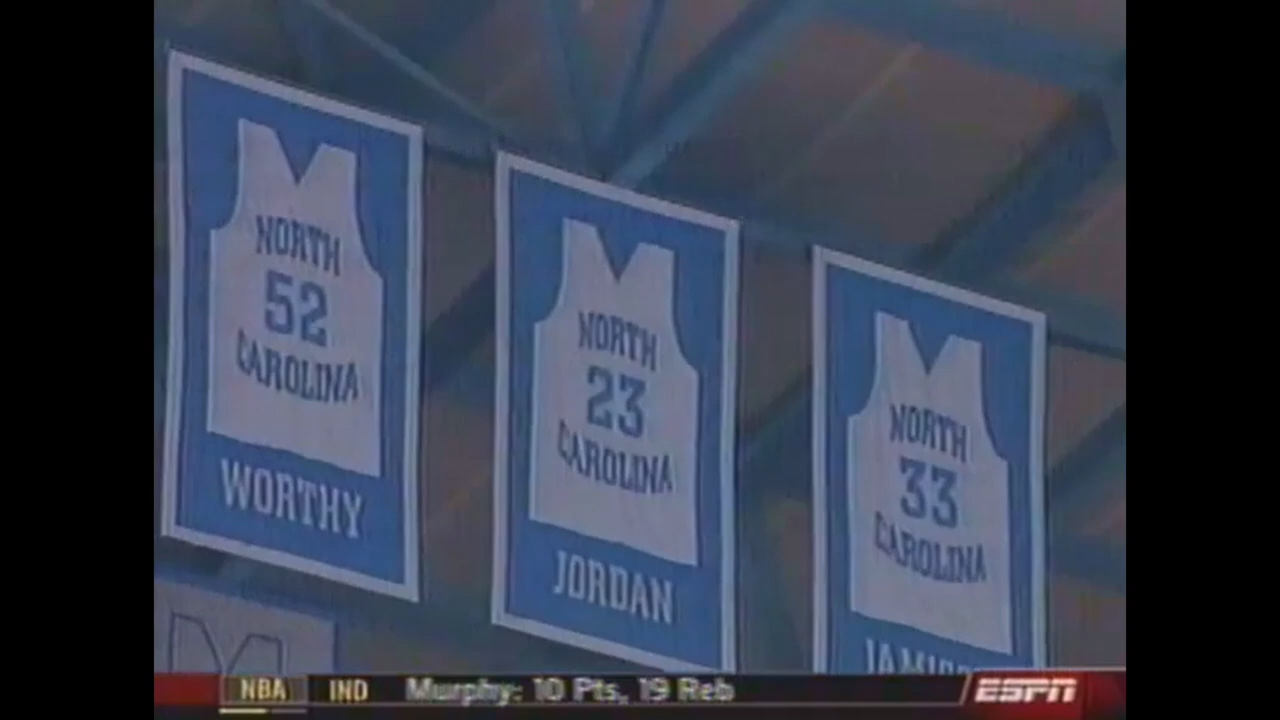 NORTH
52
CAROLINA
WORTHY
NORTH
23
CAROLINA
JORDAN
NORTH
33
CAROLINA
NBA IND Murphy: 10 Pts, 19 Reb ESPN